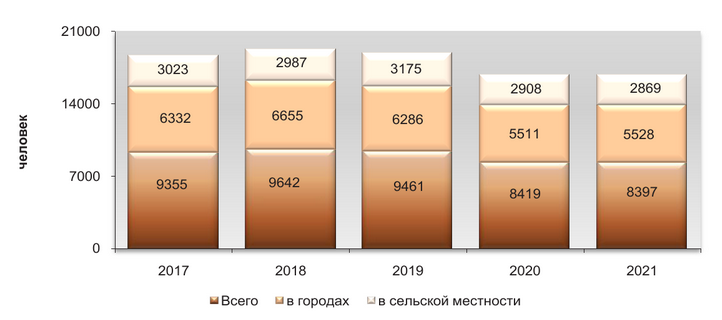 21000
14000
7000
0
человек
3023 2987 3175 2908 2869
6332 6655 6286 5511 5528
9355 9642 9461 8419 8397
2017 2018 2019 2020 2021
Всего в городах в сельской местности